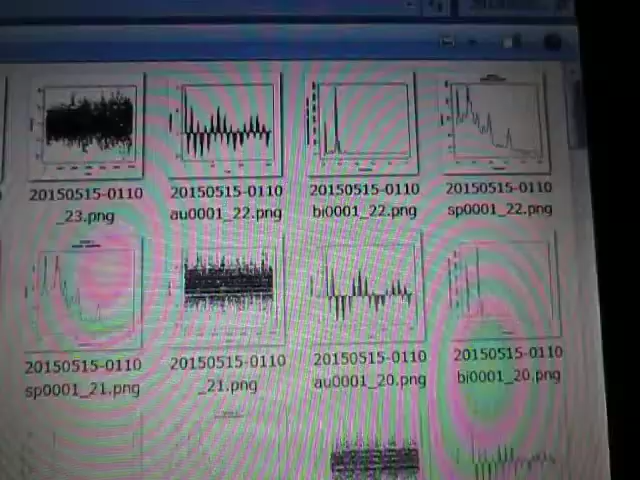 20150515-0110
_23.png
20150515-0110
au0001_22.png
20150515-0110
bi0001_22.png
20150515-0110
sp0001_22.png
20150515-0110
sp0001_21.png
20150515-0110
_21.png
20150515-0110
au0001_20.png
20150515-0110
bi0001_20.png